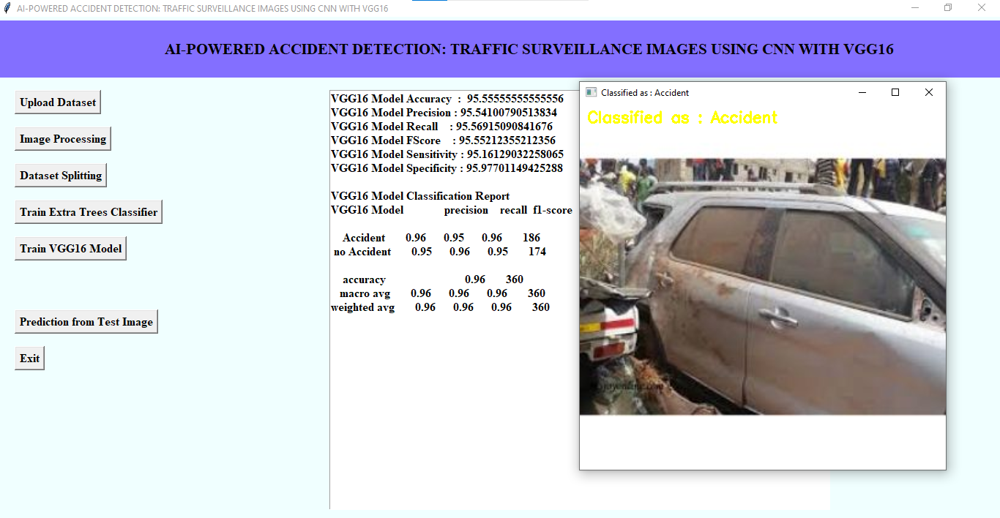 AI-POWERED ACCIDENT DETECTION: TRAFFIC SURVEILLANCE IMAGES USING CNN WITH VGG16
AI-POWERED ACCIDENT DETECTION: TRAFFIC SURVEILLANCE IMAGES USING CNN WITH VGG16
Upload Dataset
Image Processing
Dataset Splitting
Train Extra Trees Classifier
Train VGG16 Model
Prediction from Test Image
Exit
VGG16 Model Accuracy : 95.55555555555556
VGG16 Model Precision : 95.54100790513834
VGG16 Model Recall : 95.56915090841676
VGG16 Model FScore : 95.55212355212356
VGG16 Model Sensitivity : 95.16129032258065
VGG16 Model Specificity : 95.97701149425288
VGG16 Model Classification Report
VGG16 Model precision recall f1-score
Accident 0.96 0.95 0.96 186
no Accident 0.95 0.96 0.95 174
accuracy 0.96 360
macro avg 0.96 0.96 0.96 360
weighted avg 0.96 0.96 0.96 360
Classified as : Accident
Classified as : Accident